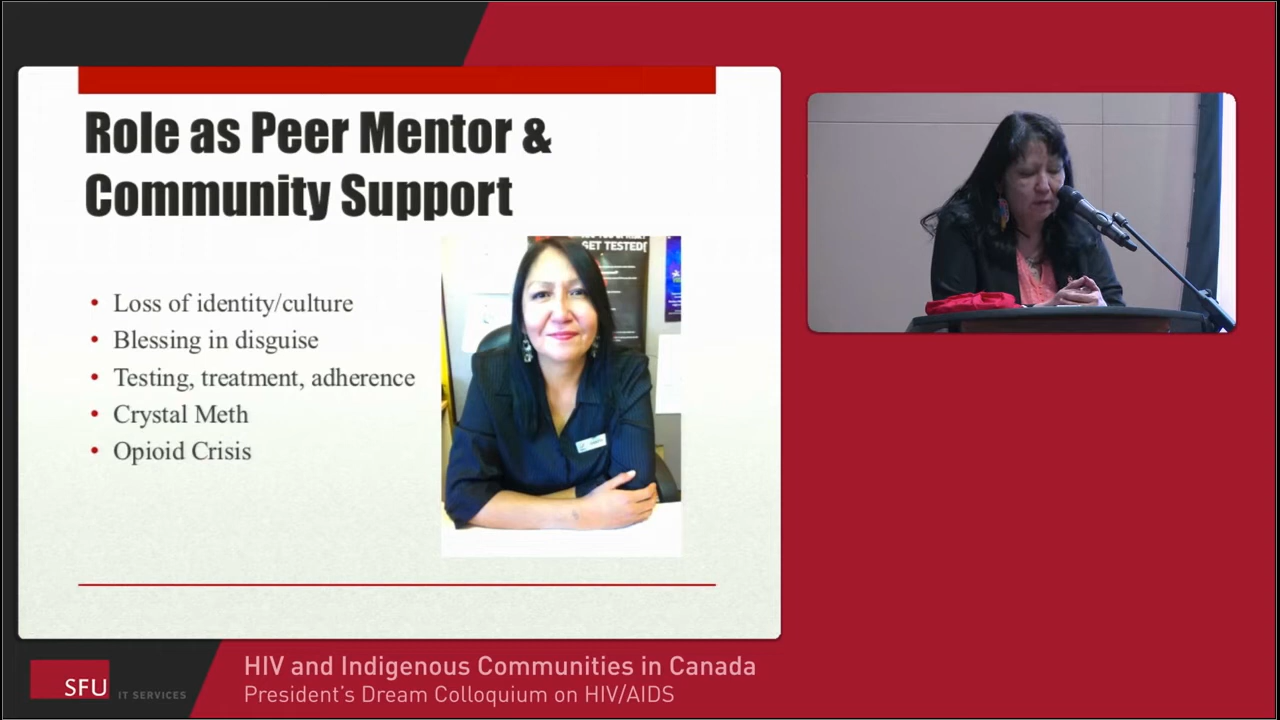 Role as Peer Mentor &
Community Support
• Loss of identity/culture
• Blessing in disguise
• Testing, treatment, adherence
• Crystal Meth
• Opioid Crisis
GET TESTED!
SFU IT SERVICES
HIV and Indigenous Communities in Canada
President's Dream Colloquium on HIV/AIDS